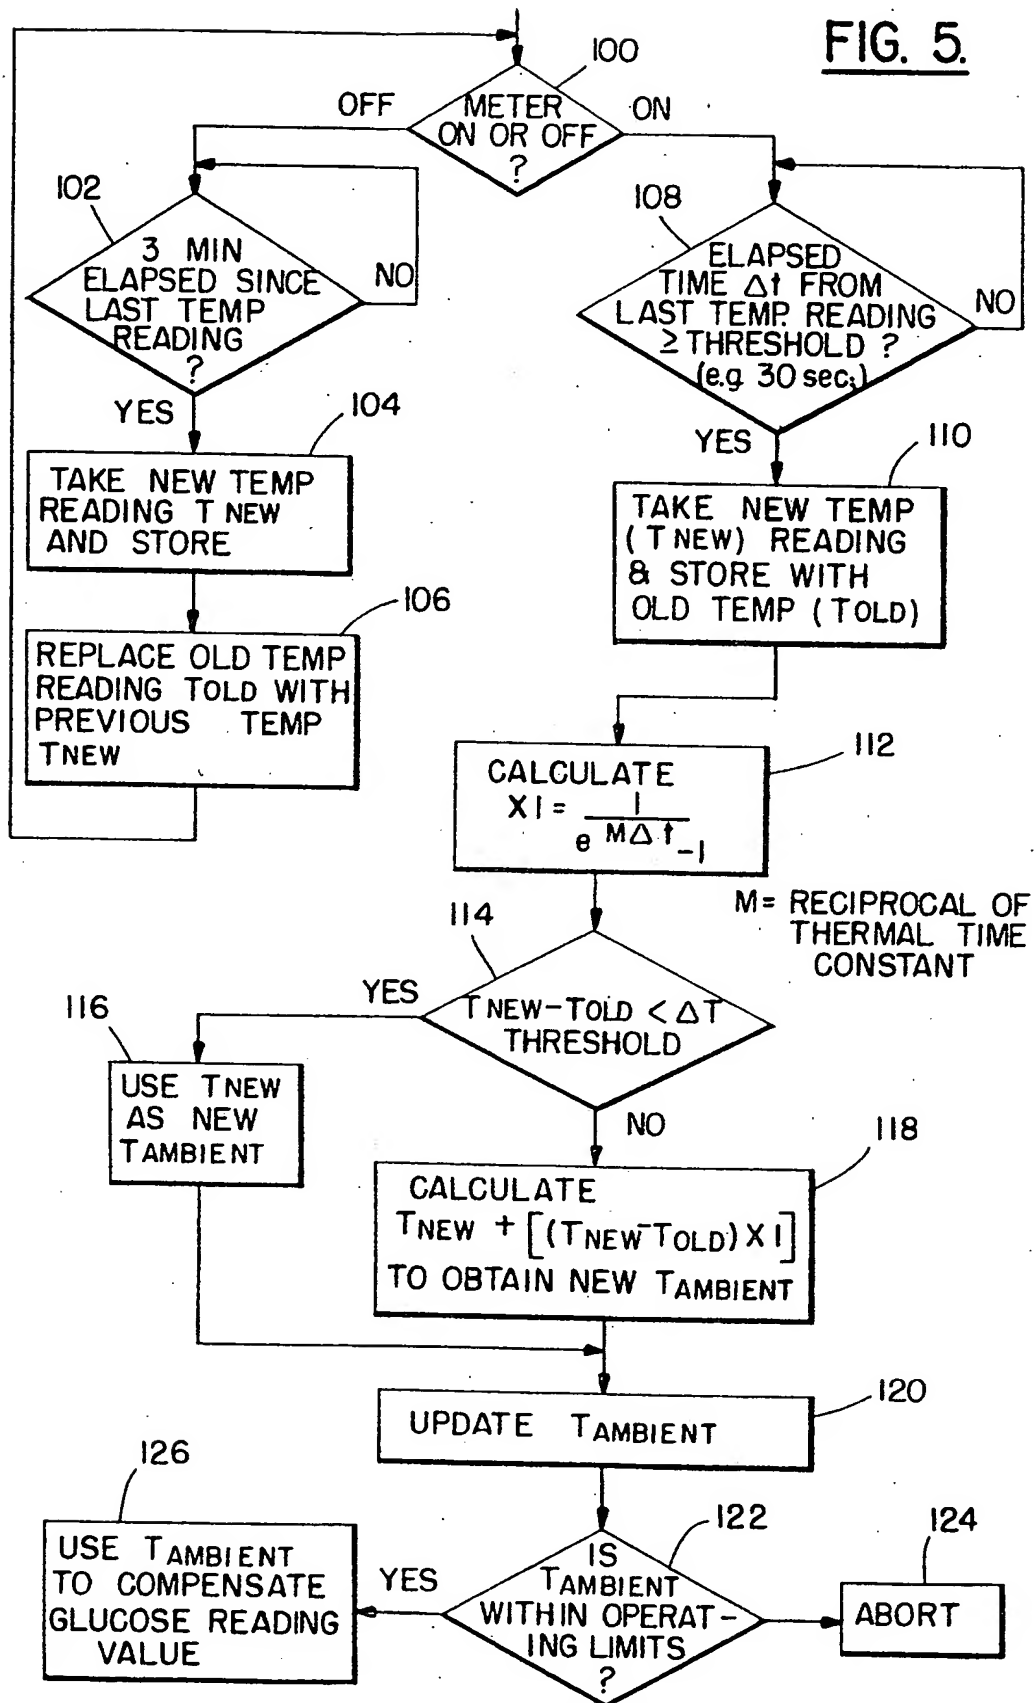 FIG. 5.
100
METER
ON OR OFF
?
OFF
ON
102
3 MIN
ELAPSED SINCE
LAST TEMP
READING
?
NO
YES
104
TAKE NEW TEMP
READING TNEW
AND STORE
106
REPLACE OLD TEMP
READING TOLD WITH
PREVIOUS TEMP
TNEW
108
ELAPSED
TIME Δt FROM
LAST TEMP. READING
≥ THRESHOLD ?
(e.g 30 sec.)
NO
YES
110
TAKE NEW TEMP
(TNEW) READING
& STORE WITH
OLD TEMP (TOLD)
112
CALCULATE
X1 = 1
e MΔt -1
M = RECIPROCAL OF
THERMAL TIME
CONSTANT
114
TNEW-TOLD < ΔT
THRESHOLD
YES
NO
116
USE TNEW
AS NEW
TAMBIENT
118
CALCULATE
TNEW + [(TNEW-TOLD) X1]
TO OBTAIN NEW TAMBIENT
120
UPDATE TAMBIENT
122
IS
TAMBIENT
WITHIN OPERAT-
ING LIMITS
?
YES
124
ABORT
126
USE TAMBIENT
TO COMPENSATE
GLUCOSE READING
VALUE